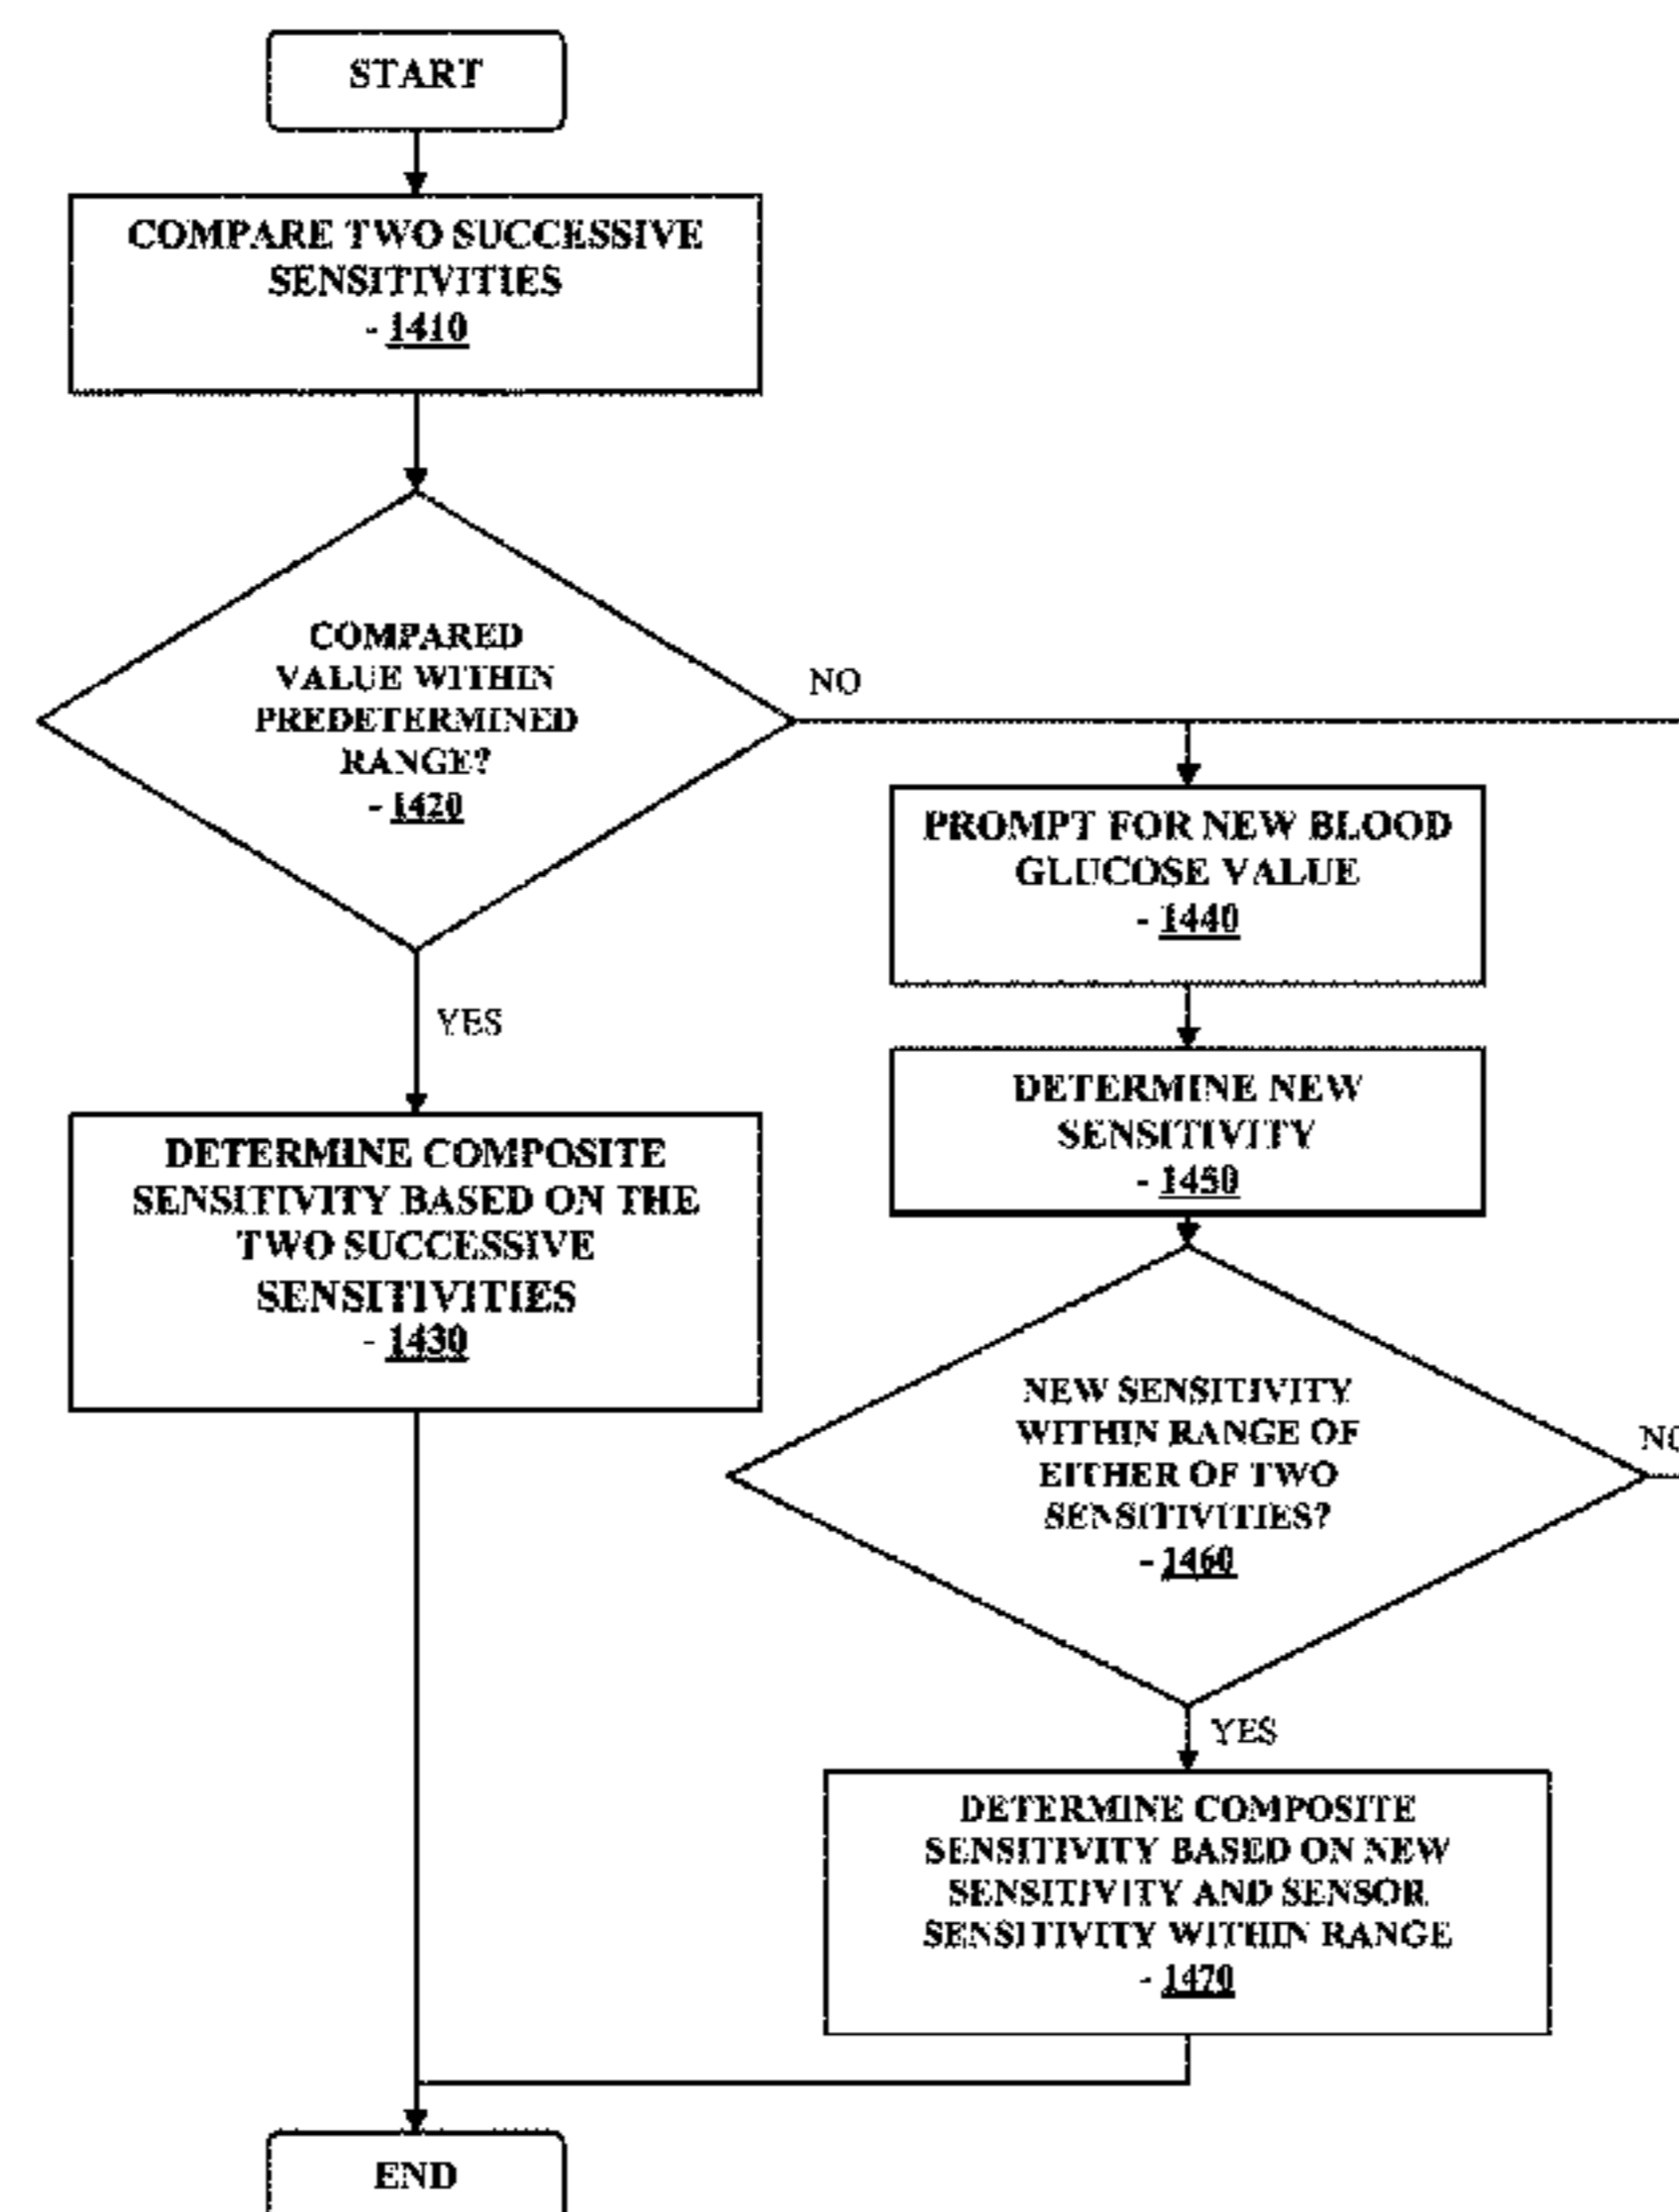 START
COMPARE TWO SUCCESSIVE
SENSITIVITIES
- 1410
COMPARED
VALUE WITHIN
PREDETERMINED
RANGE?
- 1420
NO
YES
DETERMINE COMPOSITE
SENSITIVITY BASED ON THE
TWO SUCCESSIVE
SENSITIVITIES
- 1430
PROMPT FOR NEW BLOOD
GLUCOSE VALUE
- 1440
DETERMINE NEW
SENSITIVITY
- 1450
NEW SENSITIVITY
WITHIN RANGE OF
EITHER OF TWO
SENSITIVITIES?
- 1460
NO
YES
DETERMINE COMPOSITE
SENSITIVITY BASED ON NEW
SENSITIVITY AND SENSOR
SENSITIVITY WITHIN RANGE
- 1470
END